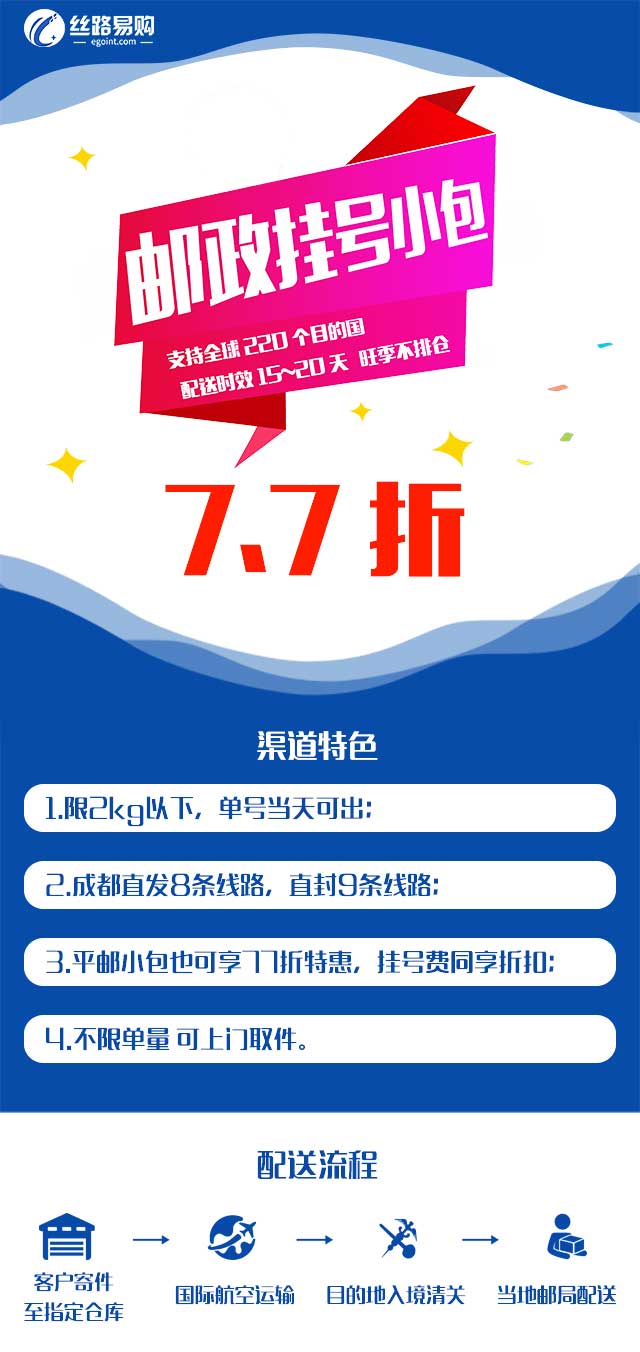 丝路易购
egoint.com
邮政挂号小包
支持全球 220 个目的国
配送时效 15~20 天 旺季不排仓
7、7 折
渠道特色
1.限2kg以下，单号当天可出；
2.成都直发8条线路，直封9条线路；
3.平邮小包也可享77折特惠，挂号费同享折扣；
4.不限单量 可上门取件。
配送流程
客户寄件
至指定仓库
国际航空运输
目的地入境清关
当地邮局配送